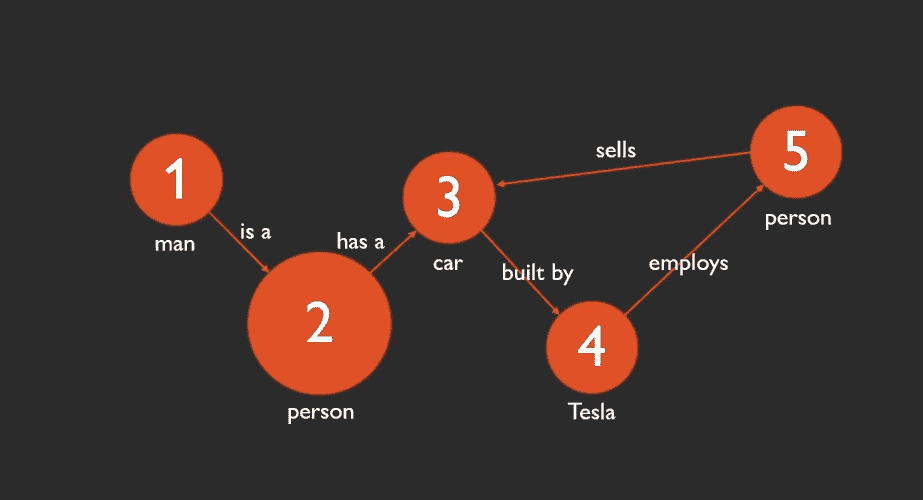 1
man
is a
2
person
has a
3
car
built by
4
Tesla
employs
5
person
sells